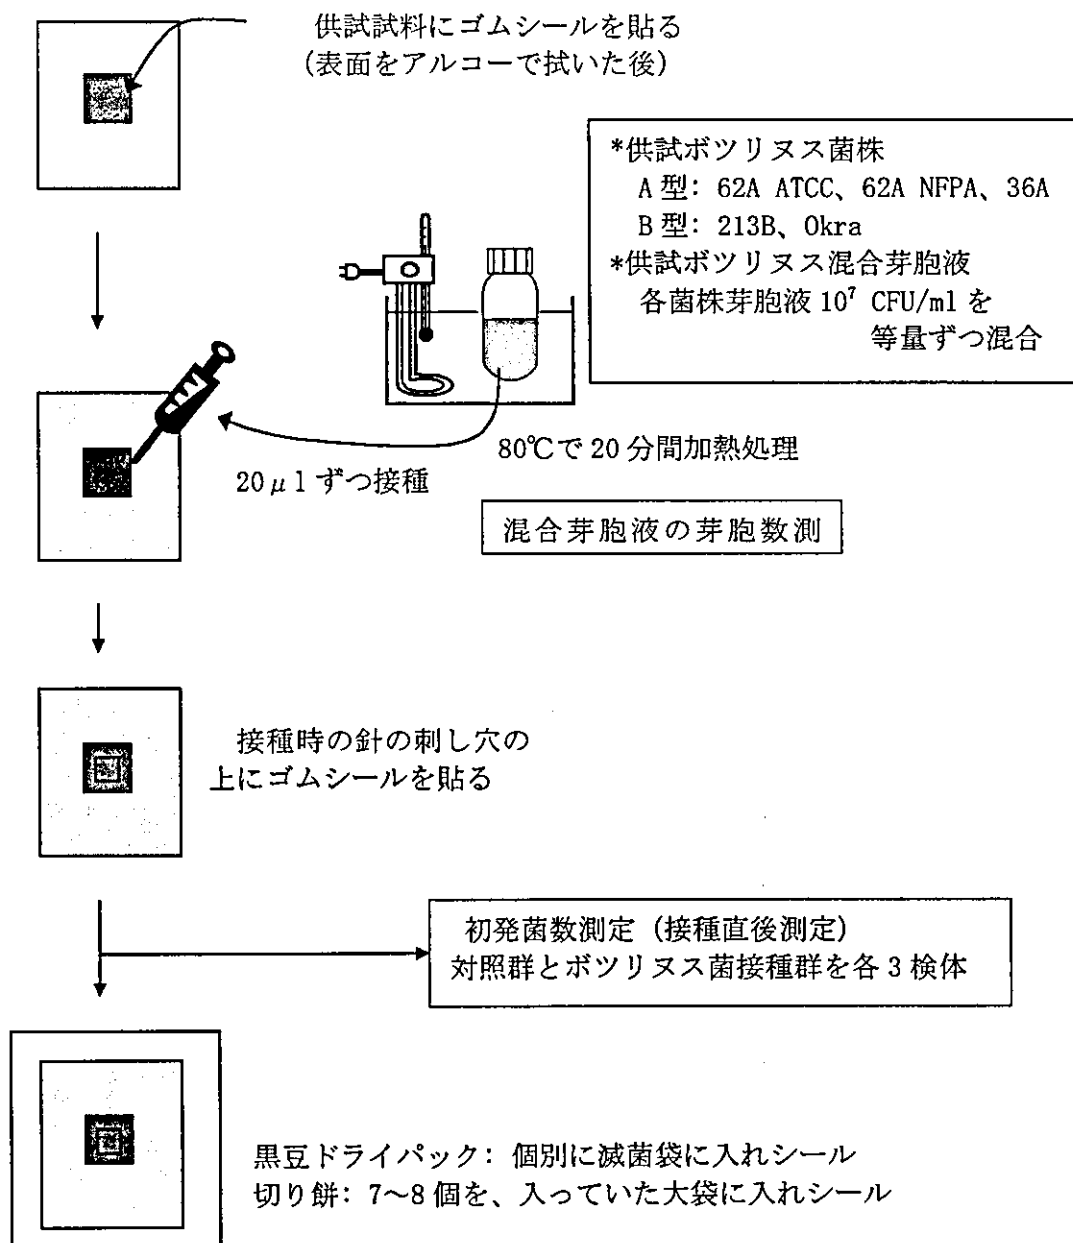 供試試料にゴムシールを貼る
(表面をアルコーで拭いた後)
*供試ボツリヌス菌株
A型: 62A ATCC、62A NFPA、36A
B型: 213B、Okra
*供試ボツリヌス混合芽胞液
各菌株芽胞液 10⁷ CFU/ml を
等量ずつ混合
80℃で 20 分間加熱処理
20μl ずつ接種
混合芽胞液の芽胞数測
接種時の針の刺し穴の
上にゴムシールを貼る
初発菌数測定 (接種直後測定)
対照群とボツリヌス菌接種群を各 3 検体
黒豆ドライパック: 個別に滅菌袋に入れシール
切り餅: 7~8 個を、入っていた大袋に入れシール